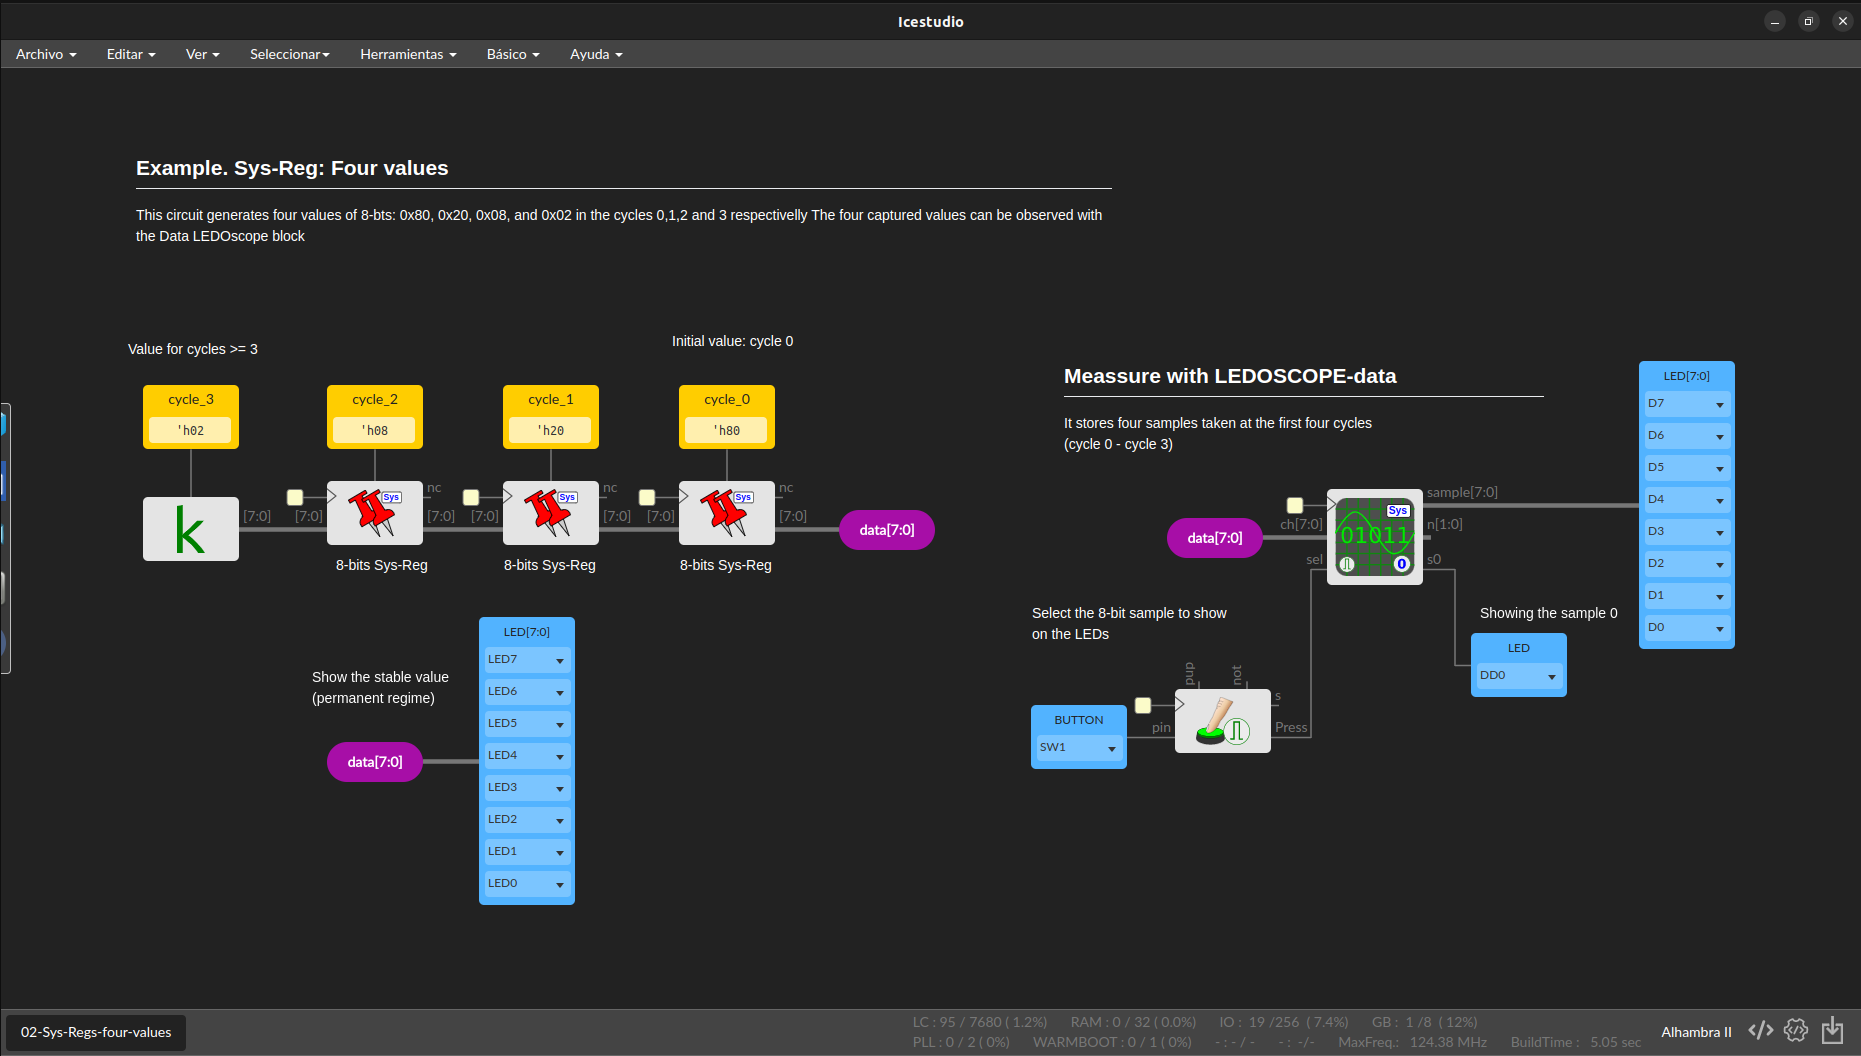 Icestudio
Archivo Editar Ver Seleccionar Herramientas Básico Ayuda
Example. Sys-Reg: Four values
This circuit generates four values of 8-bts: 0x80, 0x20, 0x08, and 0x02 in the cycles 0,1,2 and 3 respectivelly The four captured values can be observed with
the Data LEDOscope block
Value for cycles >= 3
Initial value: cycle 0
cycle_3 cycle_2 cycle_1 cycle_0
'h02 'h08 'h20 'h80
nc nc nc
Sys Sys Sys
k [7:0] [7:0] [7:0] [7:0] [7:0] [7:0] [7:0] data[7:0]
8-bits Sys-Reg 8-bits Sys-Reg 8-bits Sys-Reg
Show the stable value
(permanent regime)
data[7:0]
LED[7:0]
LED7
LED6
LED5
LED4
LED3
LED2
LED1
LED0
Meassure with LEDOSCOPE-data
It stores four samples taken at the first four cycles
(cycle 0 - cycle 3)
data[7:0]
ch[7:0]
sel
Sys
01011
0
sample[7:0]
n[1:0]
s0
LED[7:0]
D7
D6
D5
D4
D3
D2
D1
D0
Select the 8-bit sample to show
on the LEDs
Showing the sample 0
LED
DD0
BUTTON
SW1
pup not
pin
s
Press
02-Sys-Regs-four-values
LC : 95 / 7680 ( 1.2%) RAM : 0 / 32 ( 0.0%) IO : 19 /256 ( 7.4%) GB : 1 /8 ( 12%)
PLL : 0 / 2 ( 0%) WARMBOOT : 0 / 1 ( 0%) - : - / - - : -/- MaxFreq.: 124.38 MHz BuildTime : 5.05 sec
Alhambra II